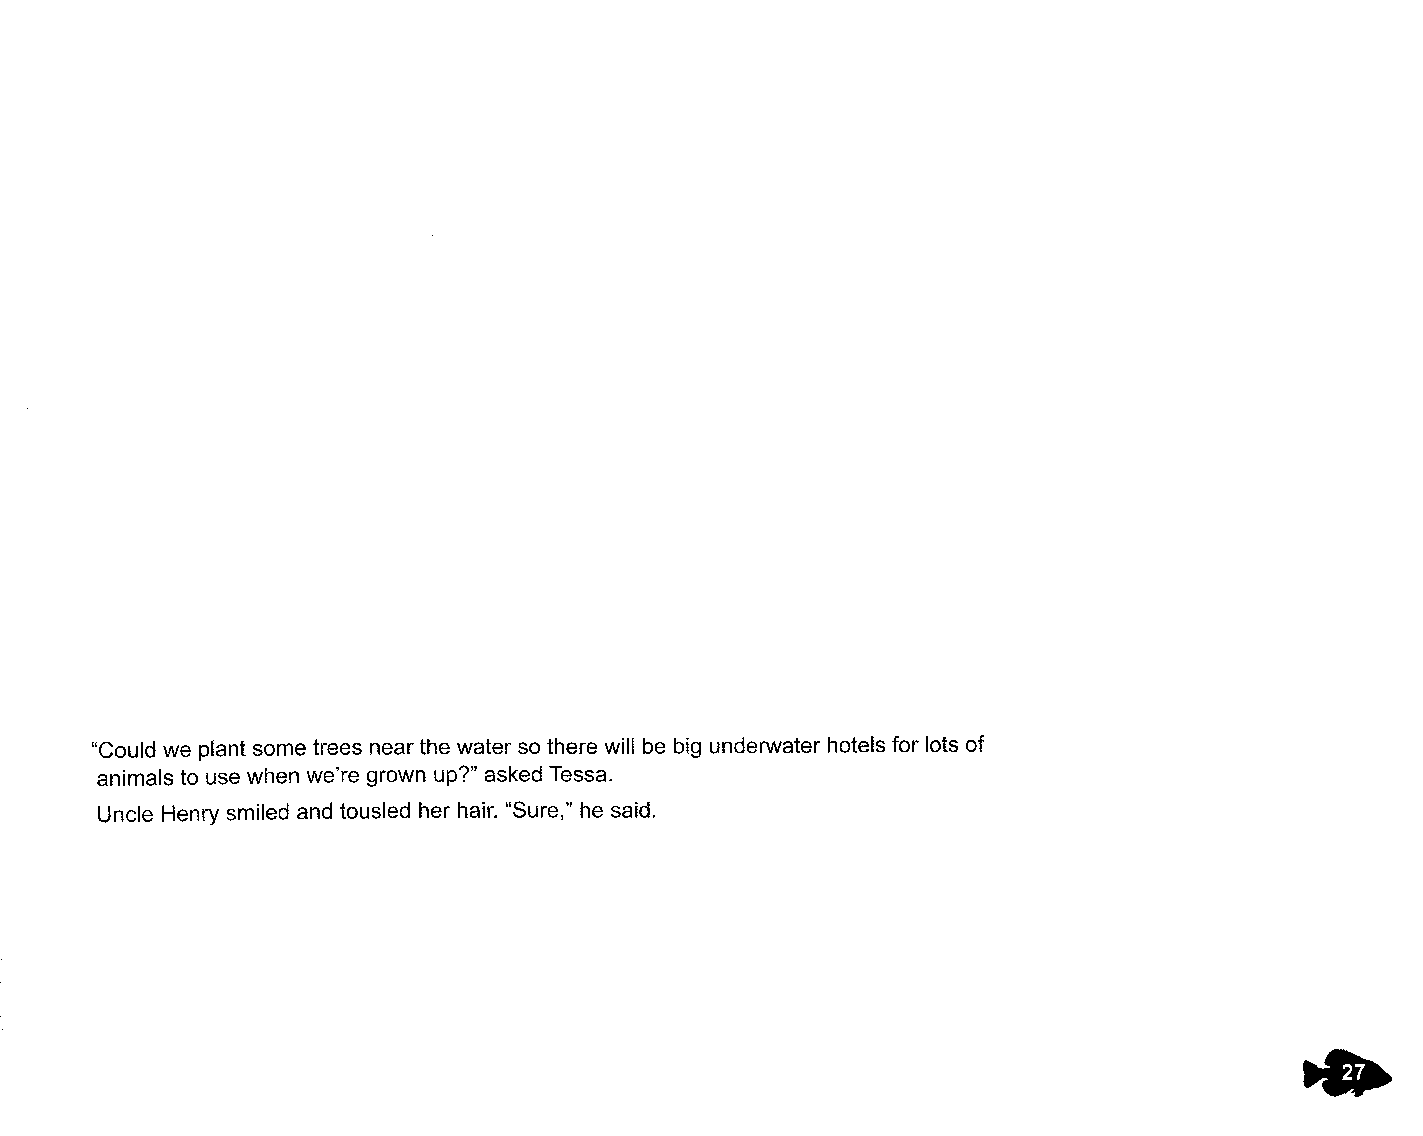 “Could we plant some trees near the water so there will be big underwater hotels for lots of
animals to use when we’re grown up?” asked Tessa.
Uncle Henry smiled and tousled her hair. “Sure,” he said.
27